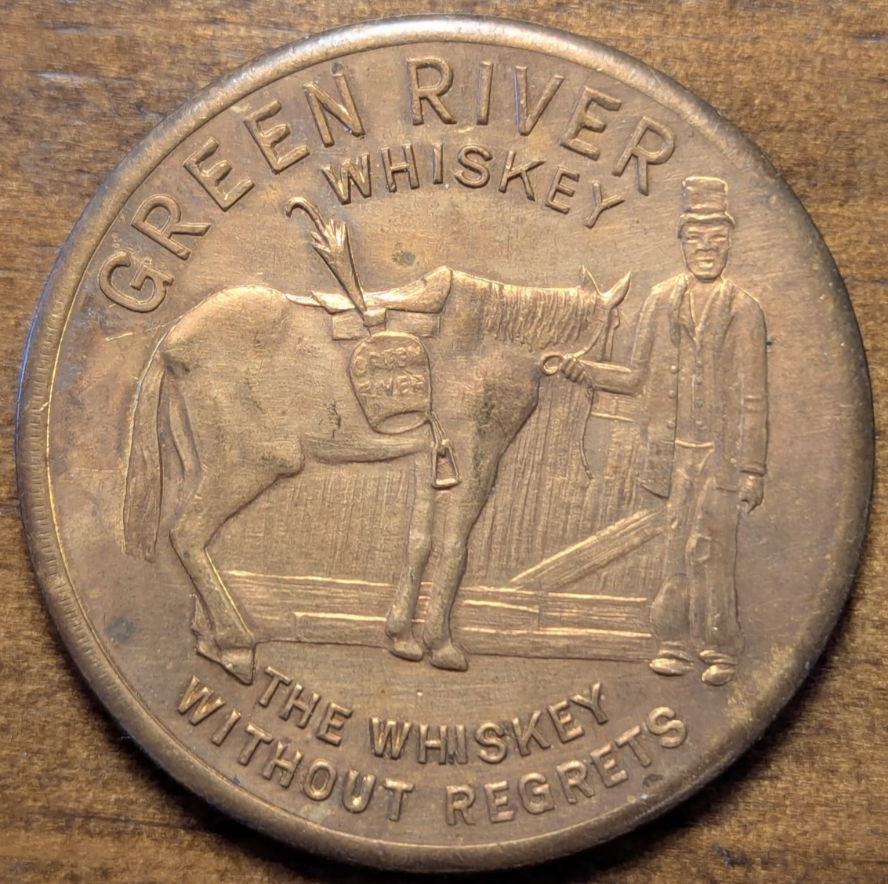 GREEN RIVER
WHISKEY
GREEN
RIVER
THE WHISKEY
WITHOUT REGRETS